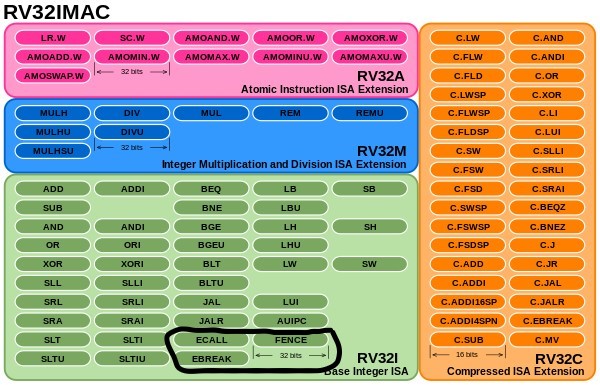 RV32IMAC
LR.W SC.W AMOAND.W AMOOR.W AMOXOR.W
AMOADD.W AMOMIN.W AMOMAX.W AMOMINU.W AMOMAXU.W
AMOSWAP.W 32 bits RV32A
Atomic Instruction ISA Extension
MULH DIV MUL REM REMU
MULHU DIVU
MULHSU 32 bits RV32M
Integer Multiplication and Division ISA Extension
ADD ADDI BEQ LB SB
SUB BNE LBU
AND ANDI BGE LH SH
OR ORI BGEU LHU
XOR XORI BLT LW SW
SLL SLLI BLTU
SRL SRLI JAL LUI
SRA SRAI JALR AUIPC
SLT SLTI ECALL FENCE
SLTU SLTIU EBREAK 32 bits RV32I
Base Integer ISA
C.LW C.AND
C.FLW C.ANDI
C.FLD C.OR
C.LWSP C.XOR
C.FLWSP C.LI
C.FLDSP C.LUI
C.SW C.SLLI
C.FSW C.SRLI
C.FSD C.SRAI
C.SWSP C.BEQZ
C.FSWSP C.BNEZ
C.FSDSP C.J
C.ADD C.JR
C.ADDI C.JAL
C.ADDI16SP C.JALR
C.ADDI4SPN C.EBREAK
C.SUB C.MV
16 bits RV32C
Compressed ISA Extension